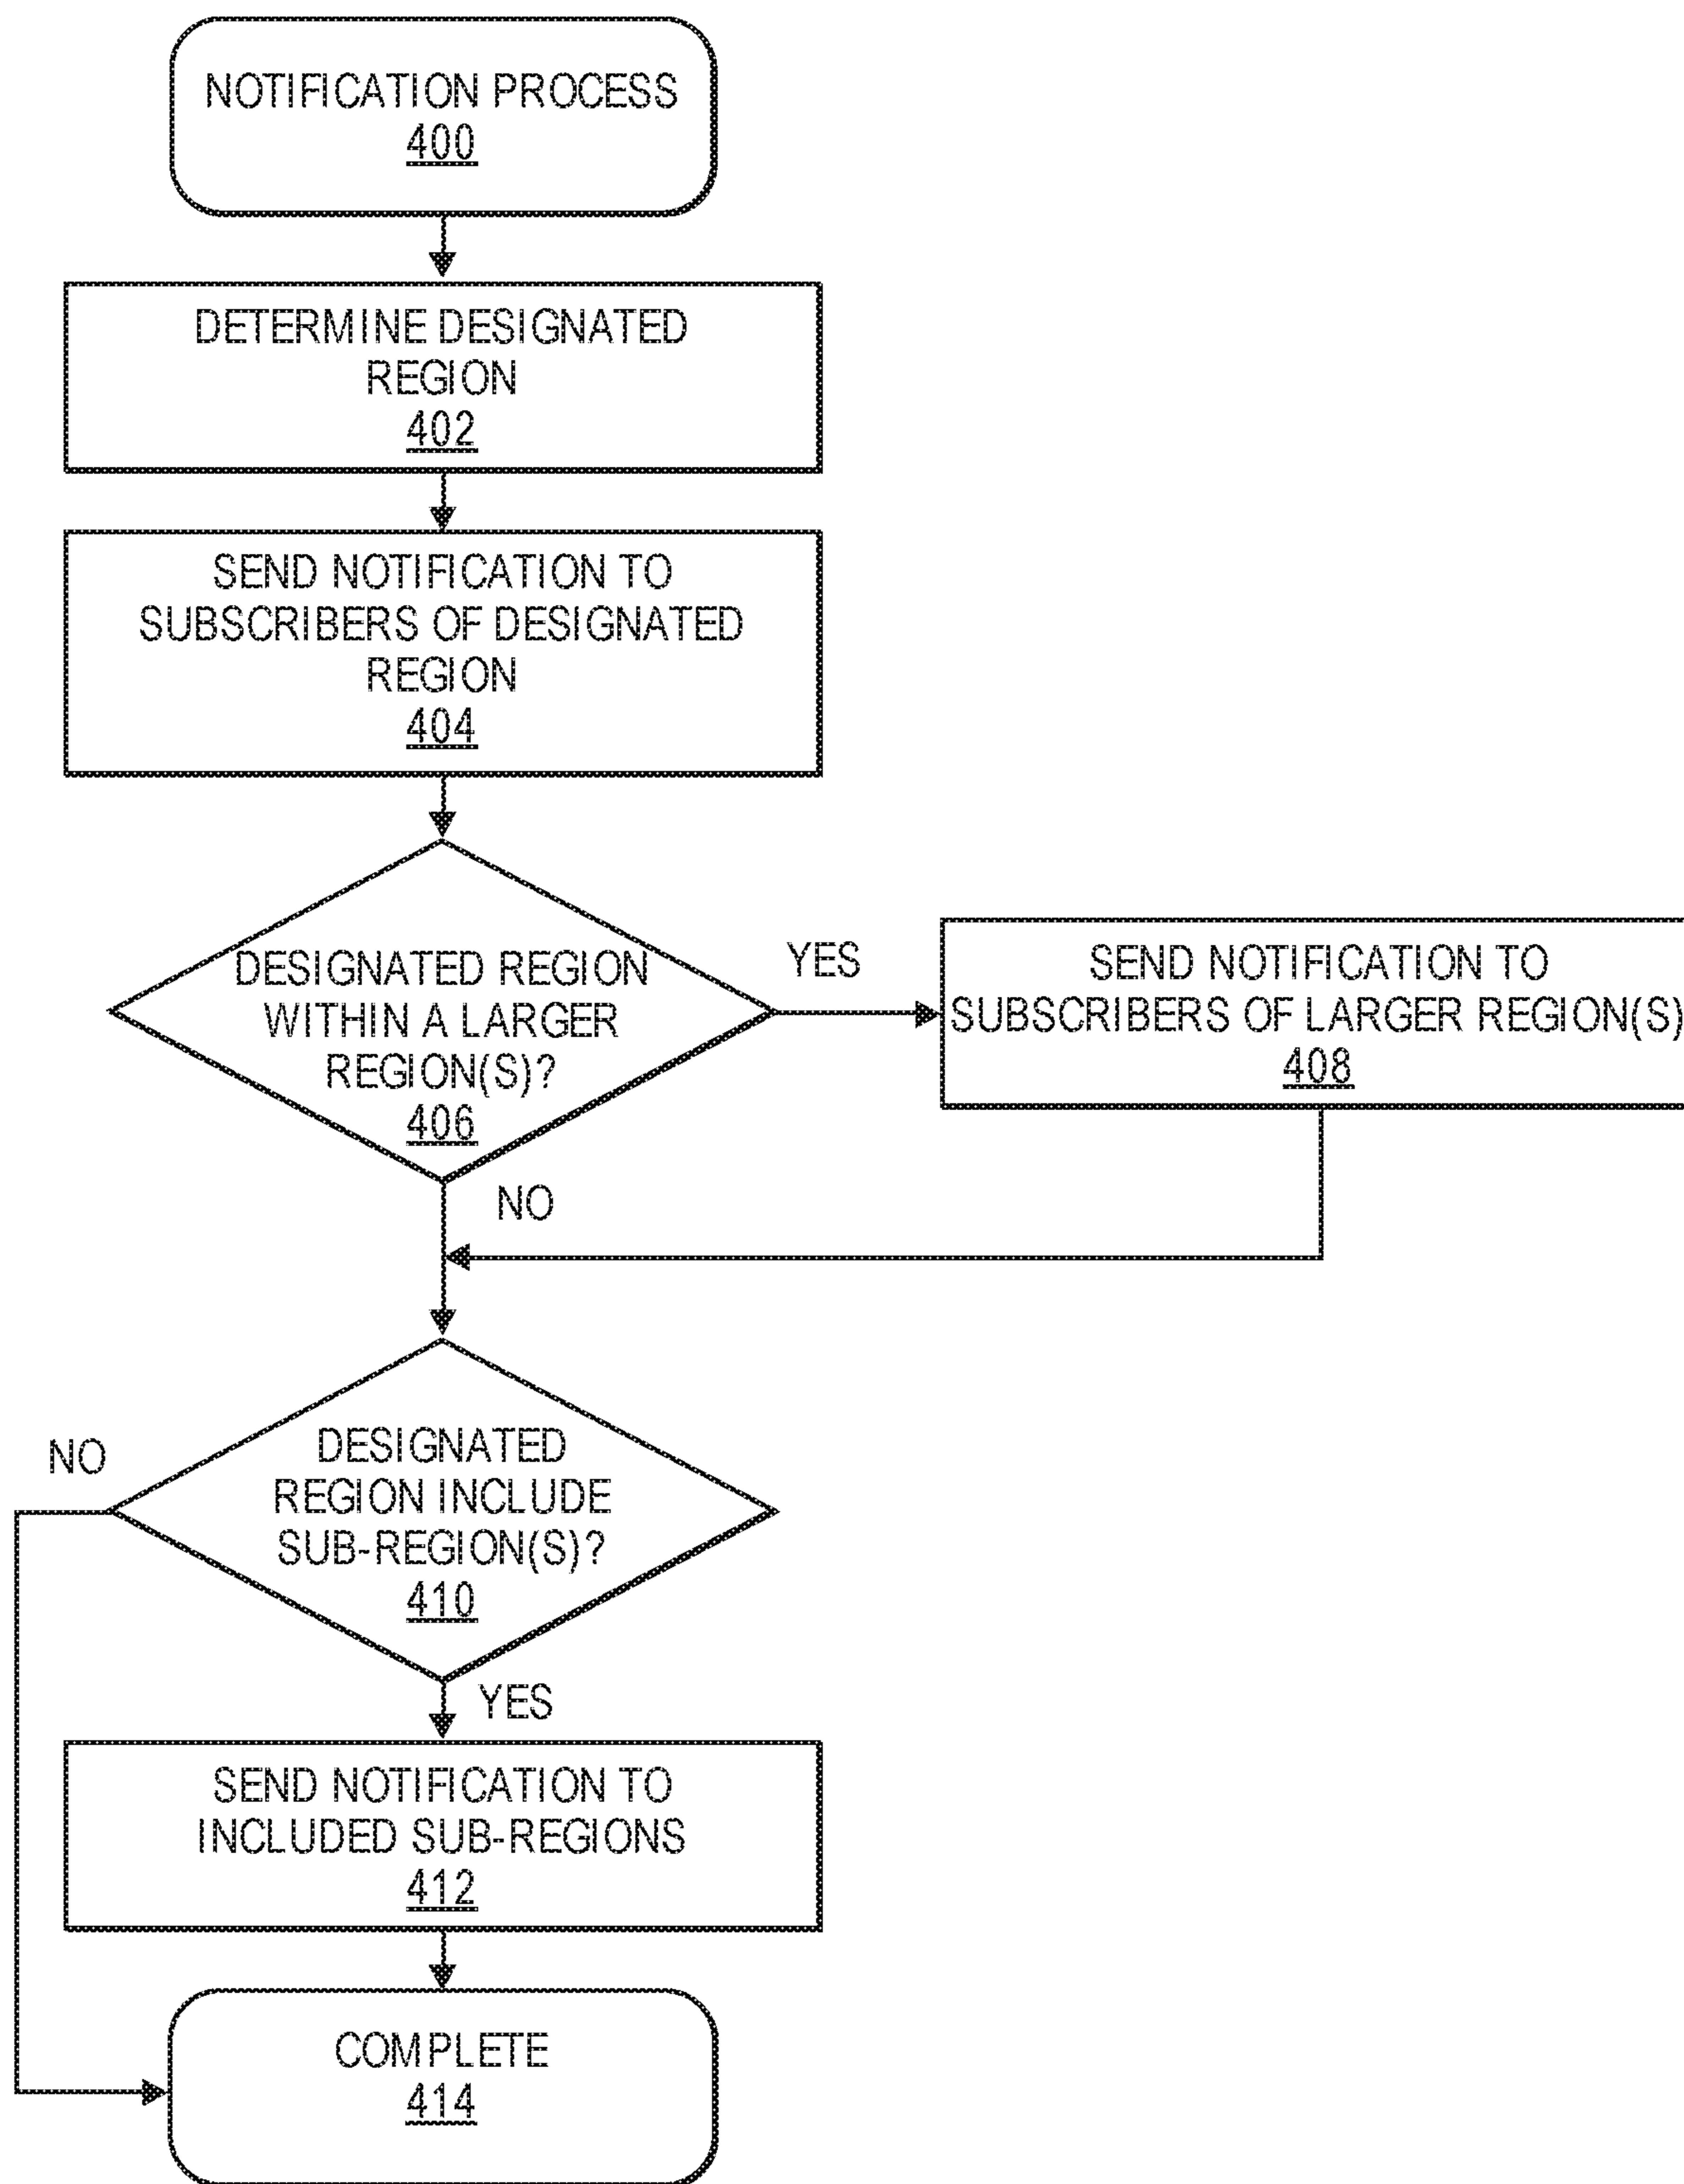 NOTIFICATION PROCESS
400
DETERMINE DESIGNATED
REGION
402
SEND NOTIFICATION TO
SUBSCRIBERS OF DESIGNATED
REGION
404
DESIGNATED REGION
WITHIN A LARGER
REGION(S)?
406
YES
SEND NOTIFICATION TO
SUBSCRIBERS OF LARGER REGION(S)
408
NO
DESIGNATED
REGION INCLUDE
SUB-REGION(S)?
410
NO
YES
SEND NOTIFICATION TO
INCLUDED SUB-REGIONS
412
COMPLETE
414